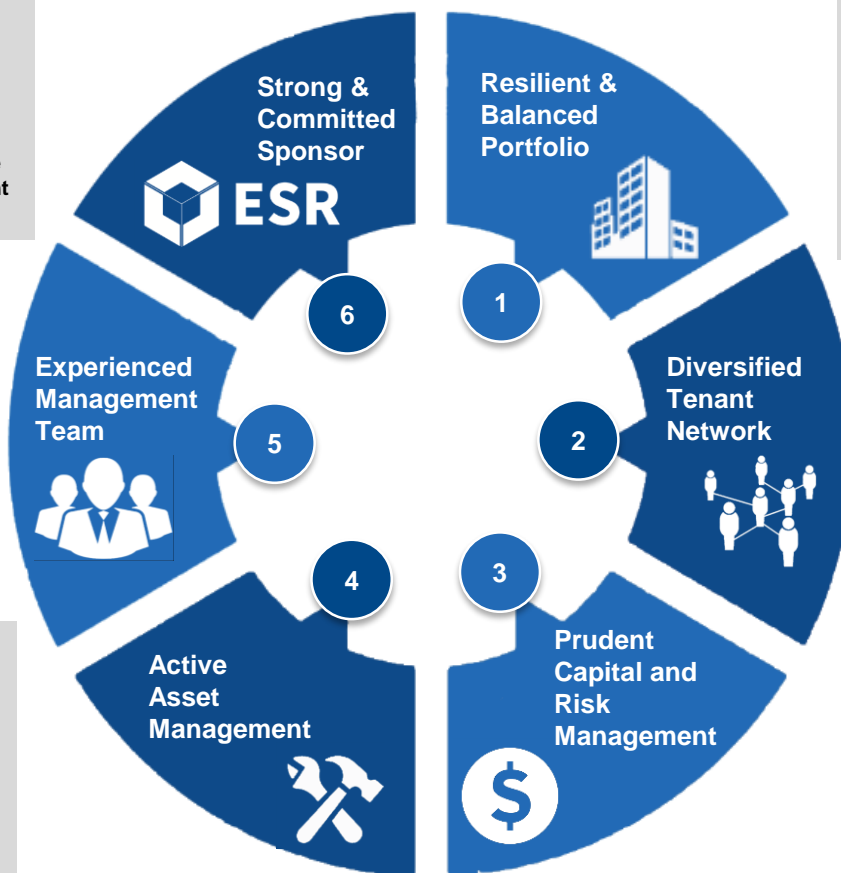 Strong &
Committed
Sponsor
ESR
6
Resilient &
Balanced
Portfolio
1
Diversified
Tenant
Network
2
Prudent
Capital and
Risk
Management
3
$
Active
Asset
Management
4
Experienced
Management
Team
5